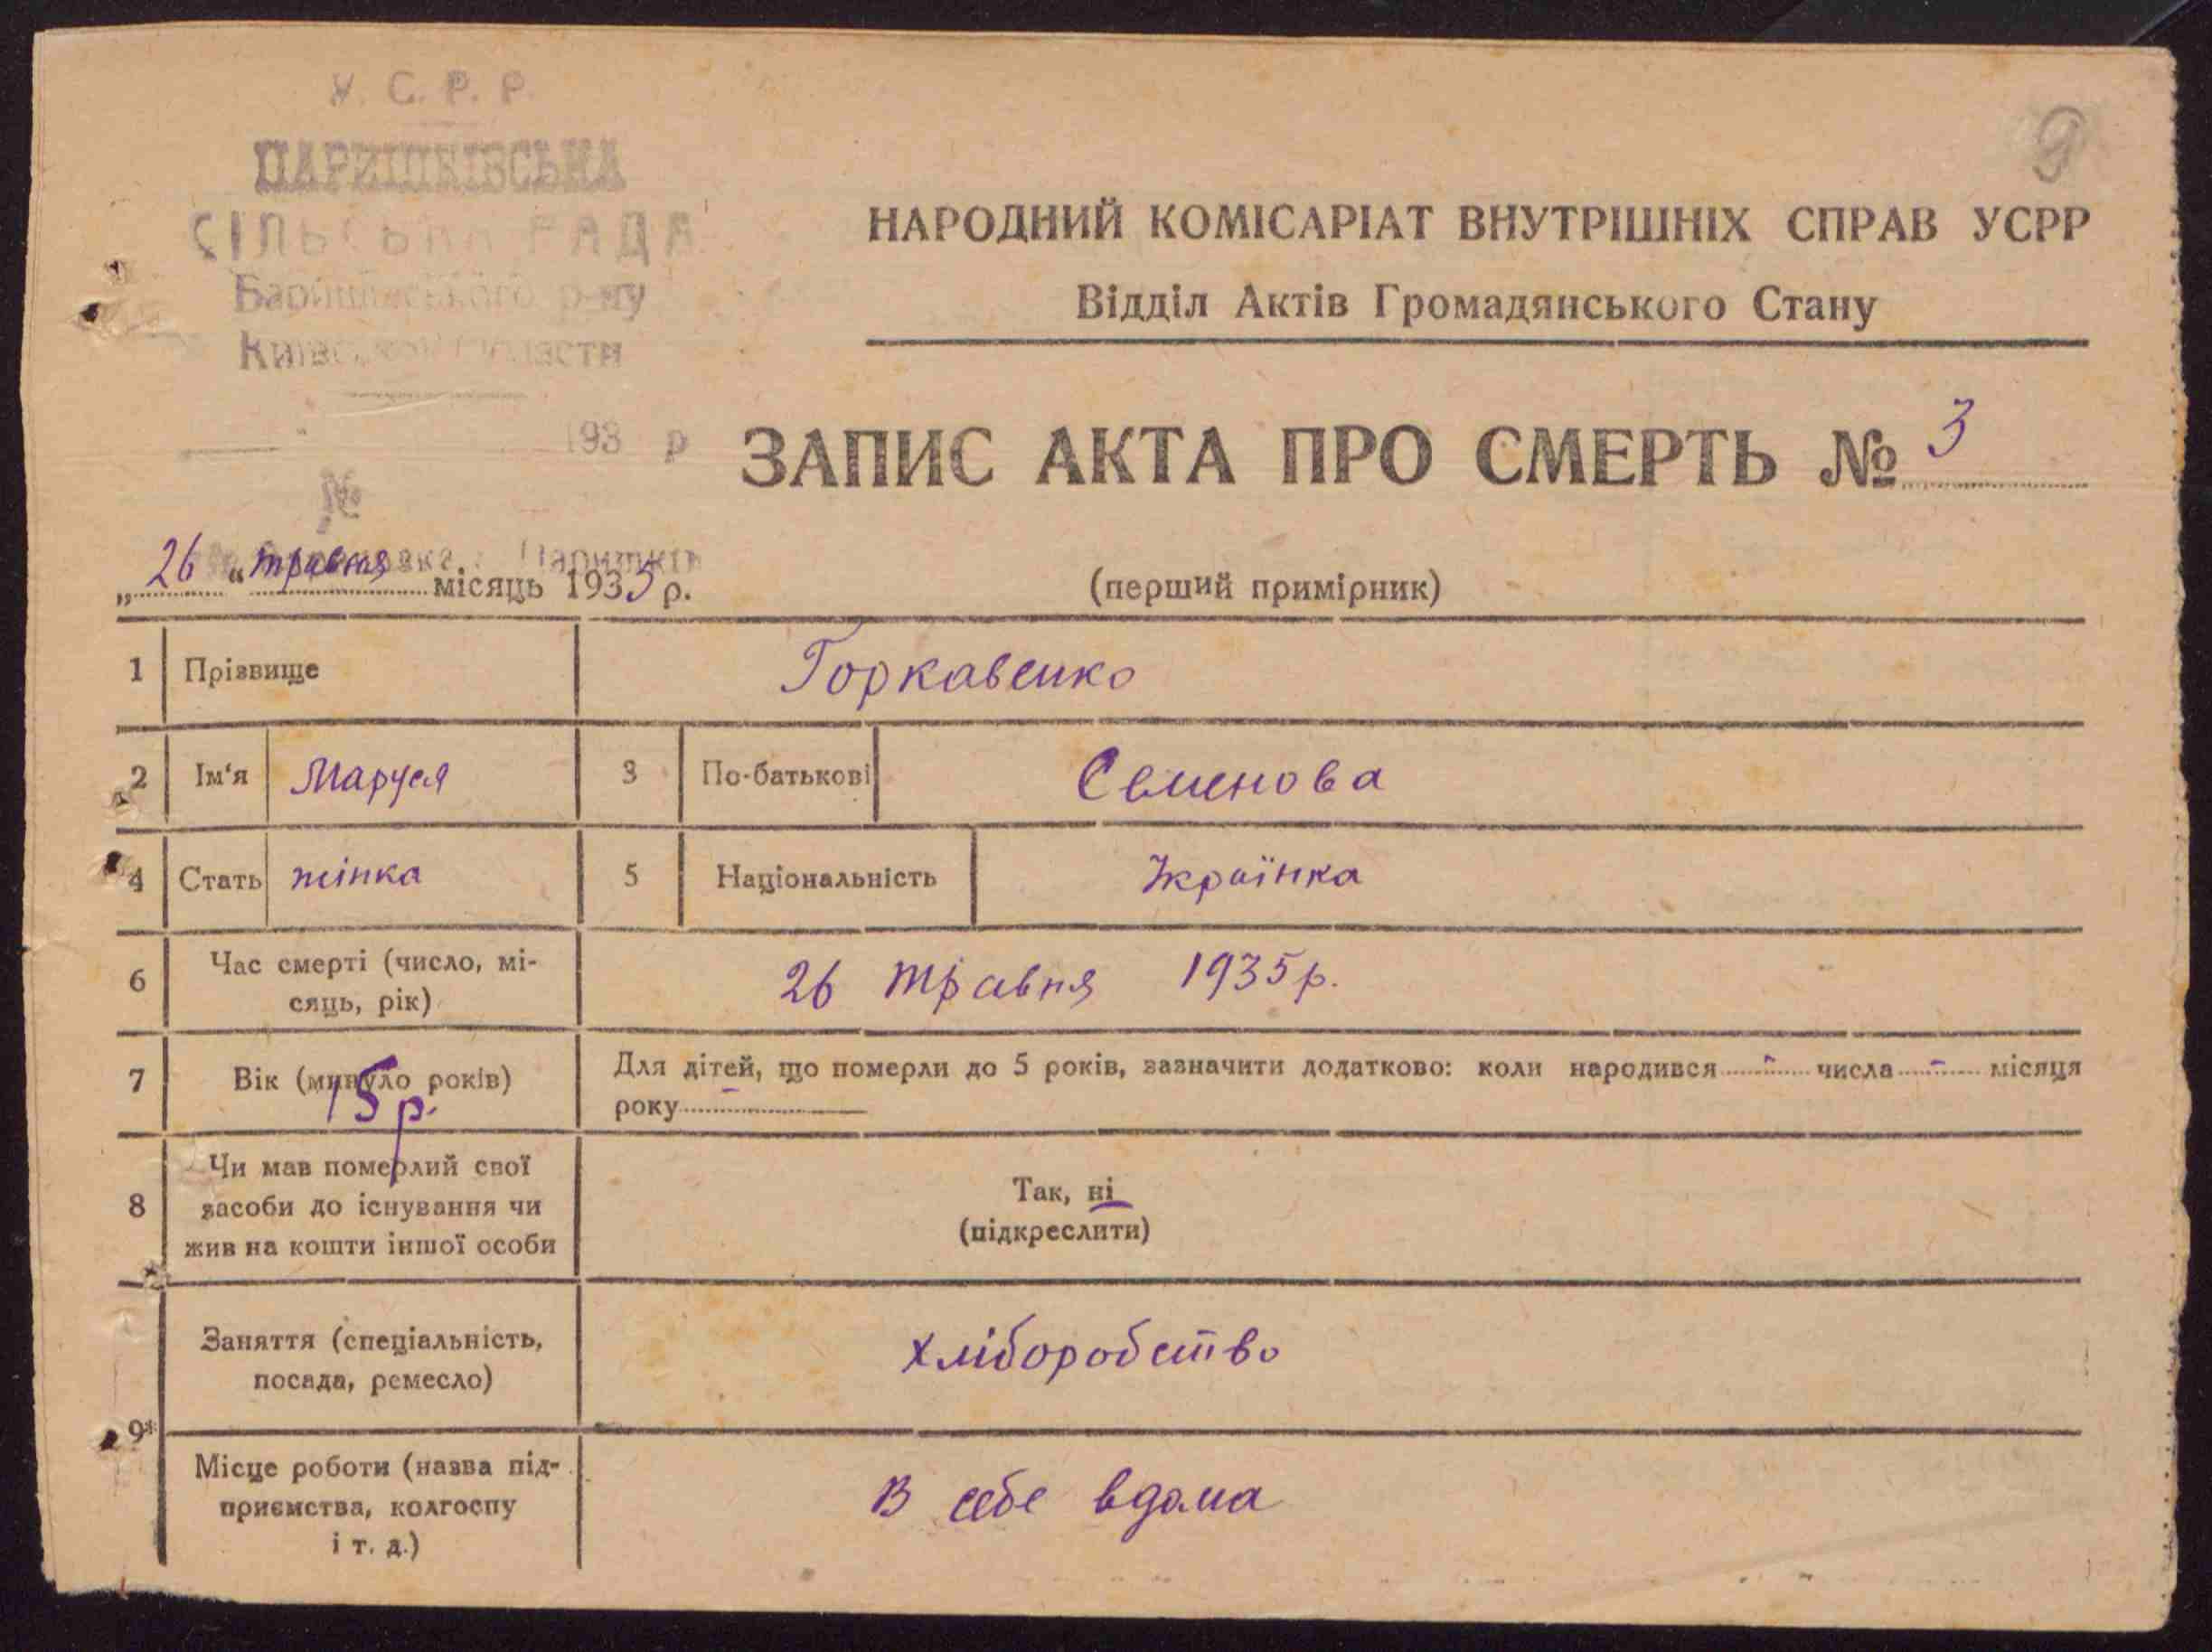 У. С. Р. Р.
ПАРИШКІВСЬКА
СІЛЬСЬКА РАДА
Баришівського р-ну
Київської області
193 р
№
9
НАРОДНИЙ КОМІСАРІАТ ВНУТРІШНІХ СПРАВ УСРР
Відділ Актів Громадянського Стану
ЗАПИС АКТА ПРО СМЕРТЬ № 3
„26“ травня місяць 1935 р.
(перший примірник)
1 Прізвище Горкавенко
2 Ім'я Маруся 3 По-батькові Семенова
4 Стать жінка 5 Національність Українка
6 Час смерті (число, мі-
сяць, рік) 26 травня 1935 р.
7 Вік (минуло років) 15 р.
Для дітей, що померли до 5 років, зазначити додатково: коли народився - числа - місяця
року -
8 Чи мав померлий свої
засоби до існування чи
жив на кошти іншої особи
Так, ні
(підкреслити)
9*
Заняття (спеціальність,
посада, ремесло) хліборобство
Місце роботи (назва під-
приємства, колгоспу
і т. д.) В себе вдома